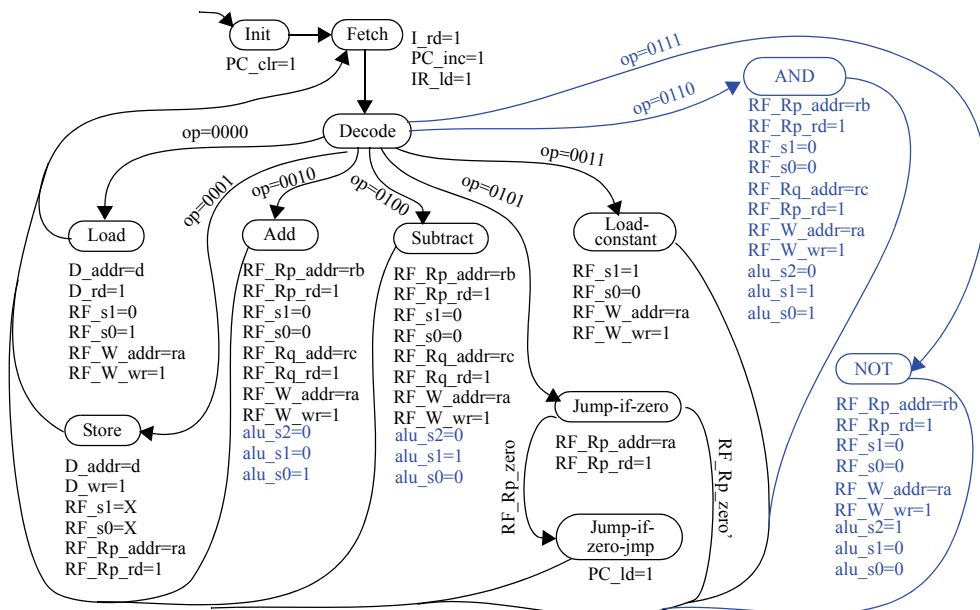 Init
PC_clr=1
Fetch
I_rd=1
PC_inc=1
IR_ld=1
Decode
op=0000
op=0001
op=0010
op=0100
op=0101
op=0011
op=0110
op=0111
Load
D_addr=d
D_rd=1
RF_s1=0
RF_s0=1
RF_W_addr=ra
RF_W_wr=1
Store
D_addr=d
D_wr=1
RF_s1=X
RF_s0=X
RF_Rp_addr=ra
RF_Rp_rd=1
Add
RF_Rp_addr=rb
RF_Rp_rd=1
RF_s1=0
RF_s0=0
RF_Rq_add=rc
RF_Rq_rd=1
RF_W_addr=ra
RF_W_wr=1
alu_s2=0
alu_s1=0
alu_s0=1
Subtract
RF_Rp_addr=rb
RF_Rp_rd=1
RF_s1=0
RF_s0=0
RF_Rq_addr=rc
RF_Rq_rd=1
RF_W_addr=ra
RF_W_wr=1
alu_s2=0
alu_s1=1
alu_s0=0
Load-
constant
RF_s1=1
RF_s0=0
RF_W_addr=ra
RF_W_wr=1
Jump-if-zero
RF_Rp_addr=ra
RF_Rp_rd=1
RF_Rp_zero
RF_Rp_zero'
Jump-if-
zero-jmp
PC_ld=1
AND
RF_Rp_addr=rb
RF_Rp_rd=1
RF_s1=0
RF_s0=0
RF_Rq_addr=rc
RF_Rp_rd=1
RF_W_addr=ra
RF_W_wr=1
alu_s2=0
alu_s1=1
alu_s0=1
NOT
RF_Rp_addr=rb
RF_Rp_rd=1
RF_s1=0
RF_s0=0
RF_W_addr=ra
RF_W_wr=1
alu_s2=1
alu_s1=0
alu_s0=0